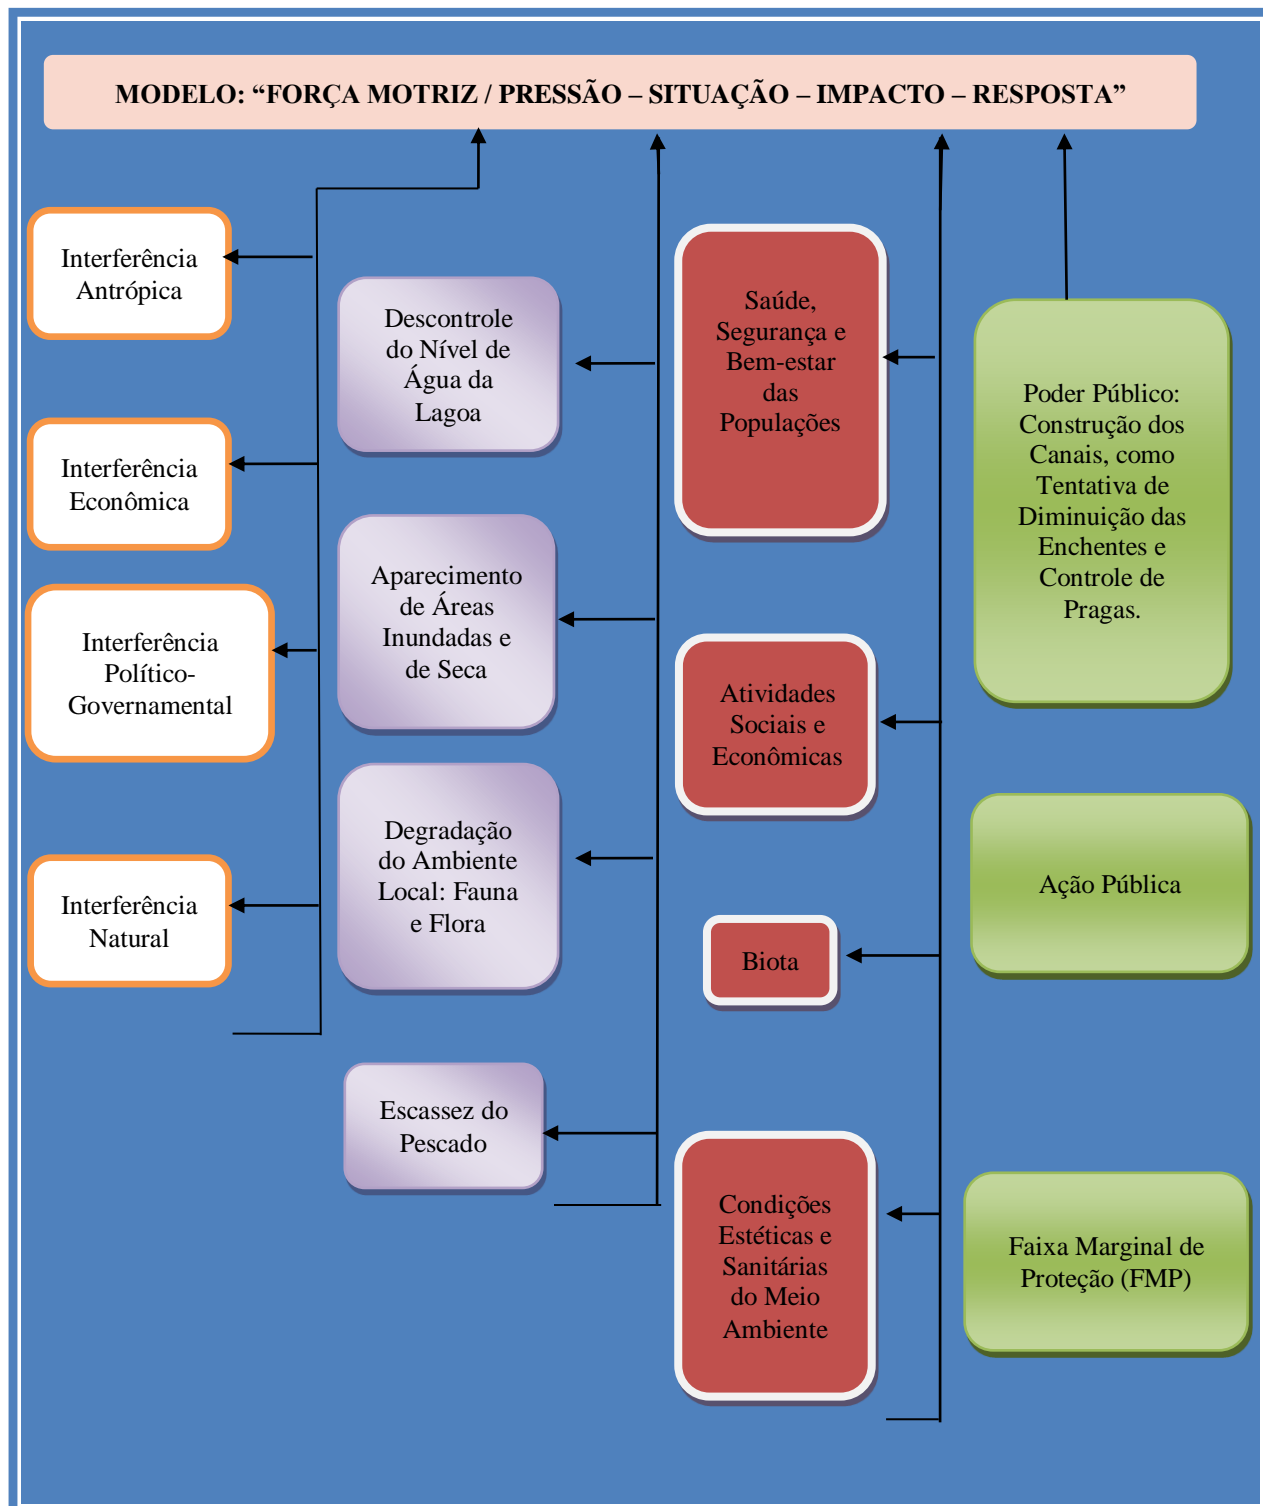 MODELO: “FORÇA MOTRIZ / PRESSÃO – SITUAÇÃO – IMPACTO – RESPOSTA”
Interferência
Antrópica
Interferência
Econômica
Interferência
Político-
Governamental
Interferência
Natural
Descontrole
do Nível de
Água da
Lagoa
Aparecimento
de Áreas
Inundadas e
de Seca
Degradação
do Ambiente
Local: Fauna
e Flora
Escassez do
Pescado
Saúde,
Segurança e
Bem-estar
das
Populações
Atividades
Sociais e
Econômicas
Biota
Condições
Estéticas e
Sanitárias
do Meio
Ambiente
Poder Público:
Construção dos
Canais, como
Tentativa de
Diminuição das
Enchentes e
Controle de
Pragas.
Ação Pública
Faixa Marginal de
Proteção (FMP)